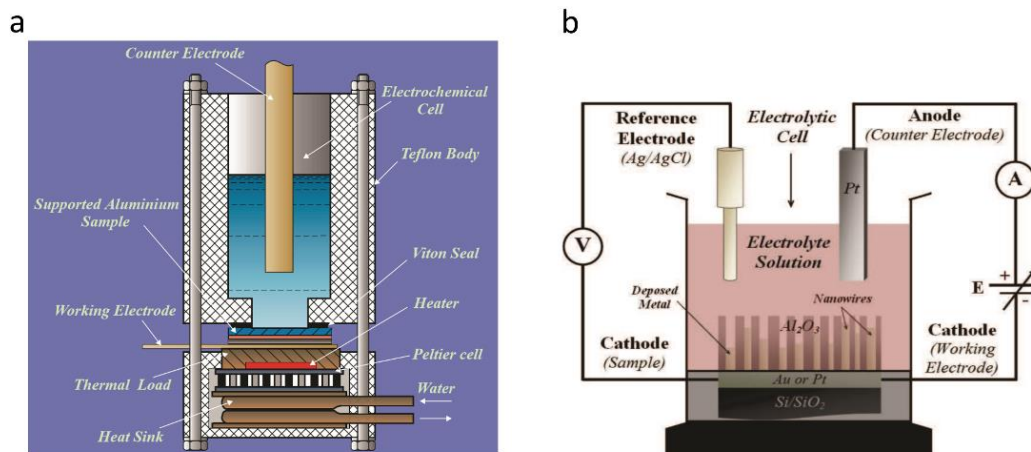 a
Counter Electrode
Electrochemical
Cell
Teflon Body
Supported Aluminium
Sample
Viton Seal
Heater
Working Electrode
Peltier cell
Thermal Load
Water
Heat Sink
b
Reference
Electrode
(Ag/AgCl)
Electrolytic
Cell
Anode
(Counter Electrode)
Pt
A
V
Electrolyte
Solution
E
+
-
Deposed
Metal
Nanowires
Al₂O₃
Cathode
(Sample)
Cathode
(Working
Electrode)
Au or Pt
Si/SiO₂